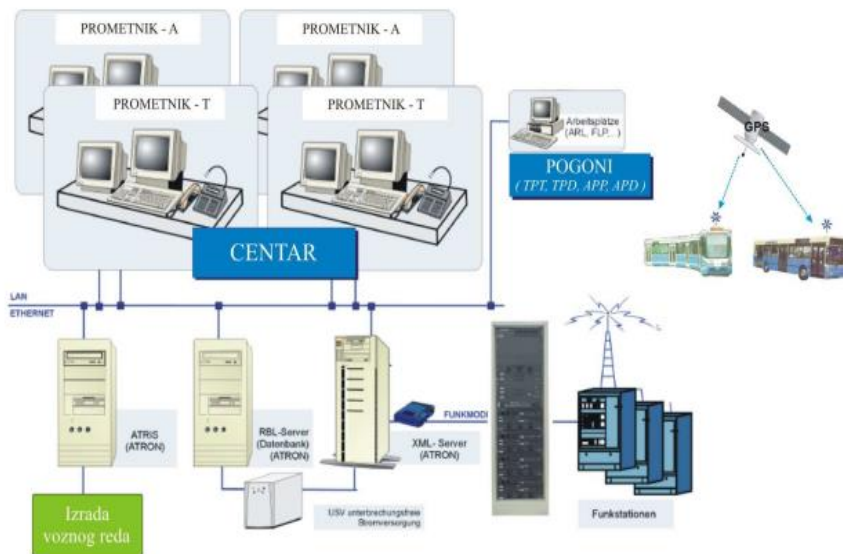 PROMETNIK - A
PROMETNIK - A
PROMETNIK - T
PROMETNIK - T
CENTAR
Arbeitsplätze
(ARL, FLP,...)
POGONI
( TPT, TPD, APP, APD )
GPS
LAN
ETHERNET
ATRIS
(ATRON)
RBL-Server
(Datenbank)
(ATRON)
XML- Server
(ATRON)
FUNKMODI
USV unterbrechungsfreie
Stromversorgung
Funkstationen
Izrada
voznog reda